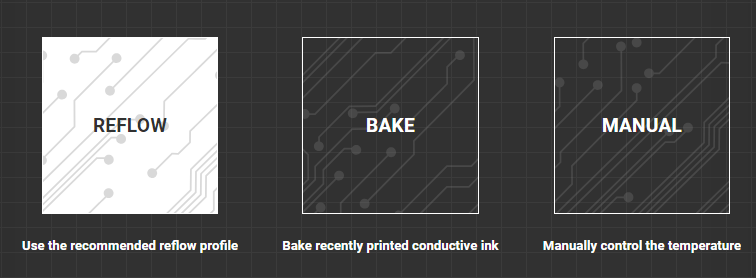 REFLOW
BAKE
MANUAL
Use the recommended reflow profile
Bake recently printed conductive ink
Manually control the temperature